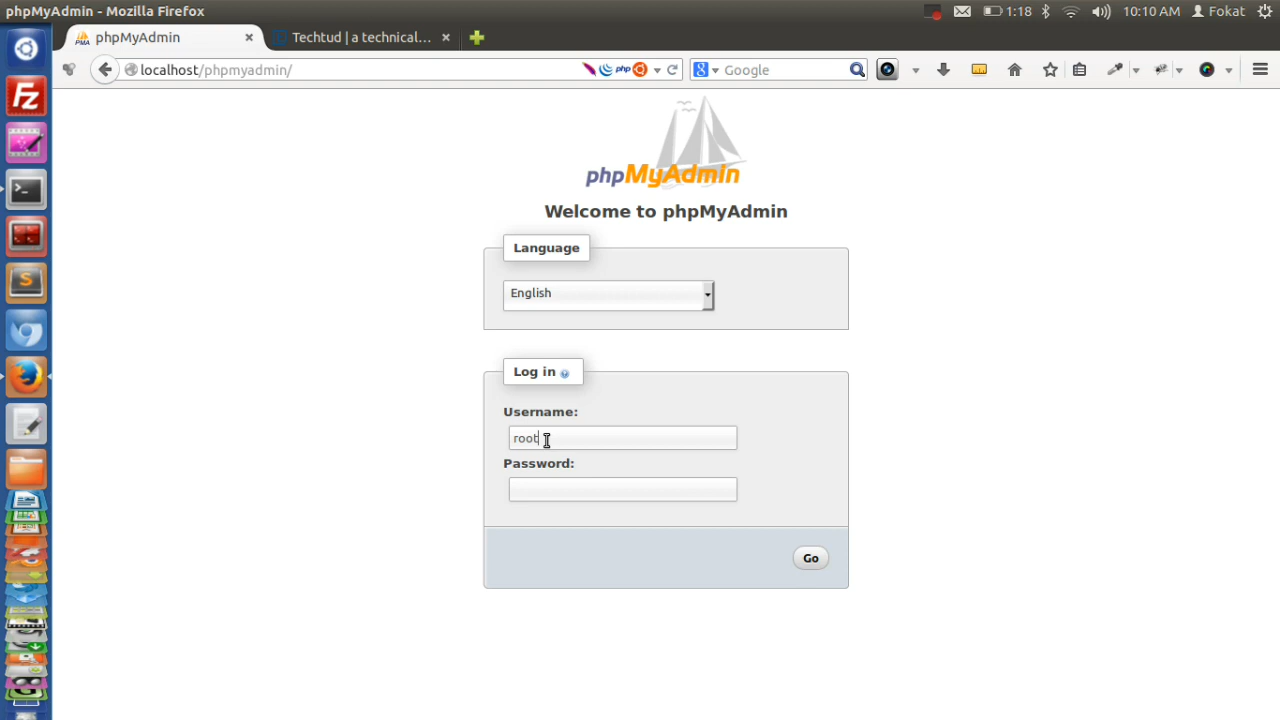 phpMyAdmin - Mozilla Firefox
1:18
10:10 AM
Fokat
phpMyAdmin
Techtud | a technical...
localhost/phpmyadmin/
php
Google
phpMyAdmin
Welcome to phpMyAdmin
Language
English
Log in
Username:
root
Password:
Go